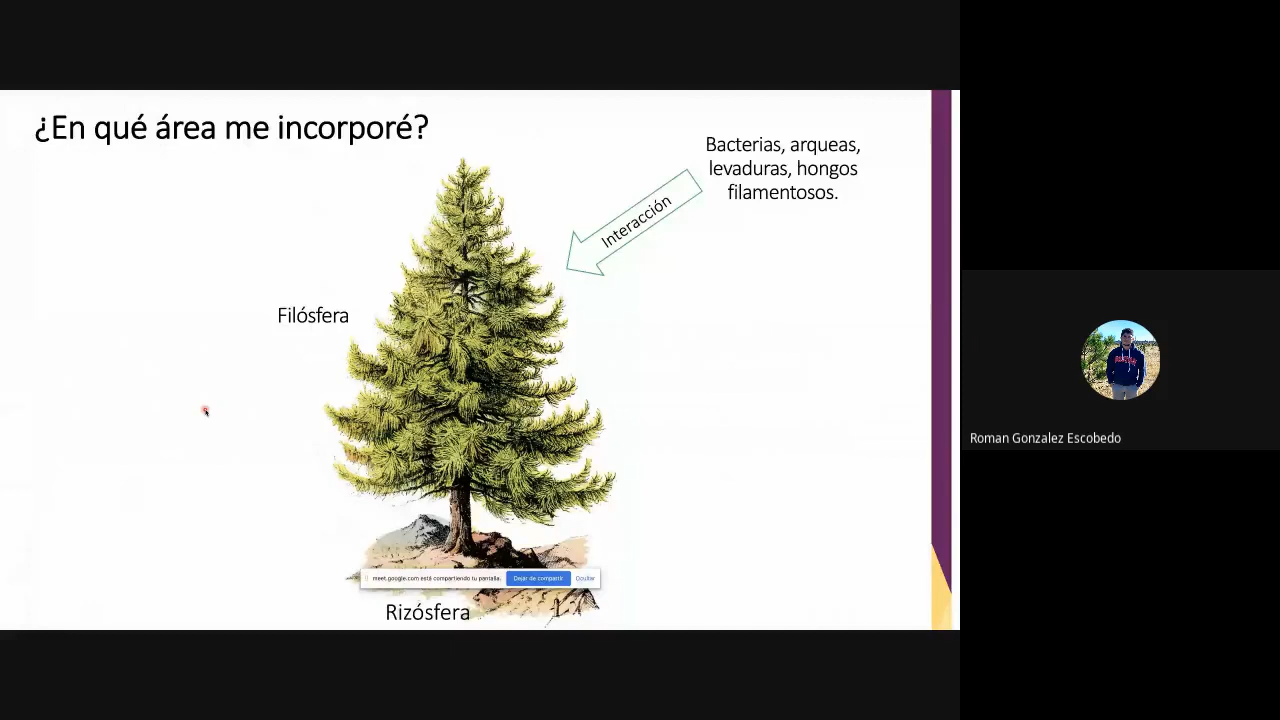 ¿En qué área me incorporé?
Bacterias, arqueas,
levaduras, hongos
filamentosos.
Interacción
Filósfera
meet.google.com está compartiendo tu pantalla.
Dejar de compartir
Ocultar
Rizósfera
Roman Gonzalez Escobedo